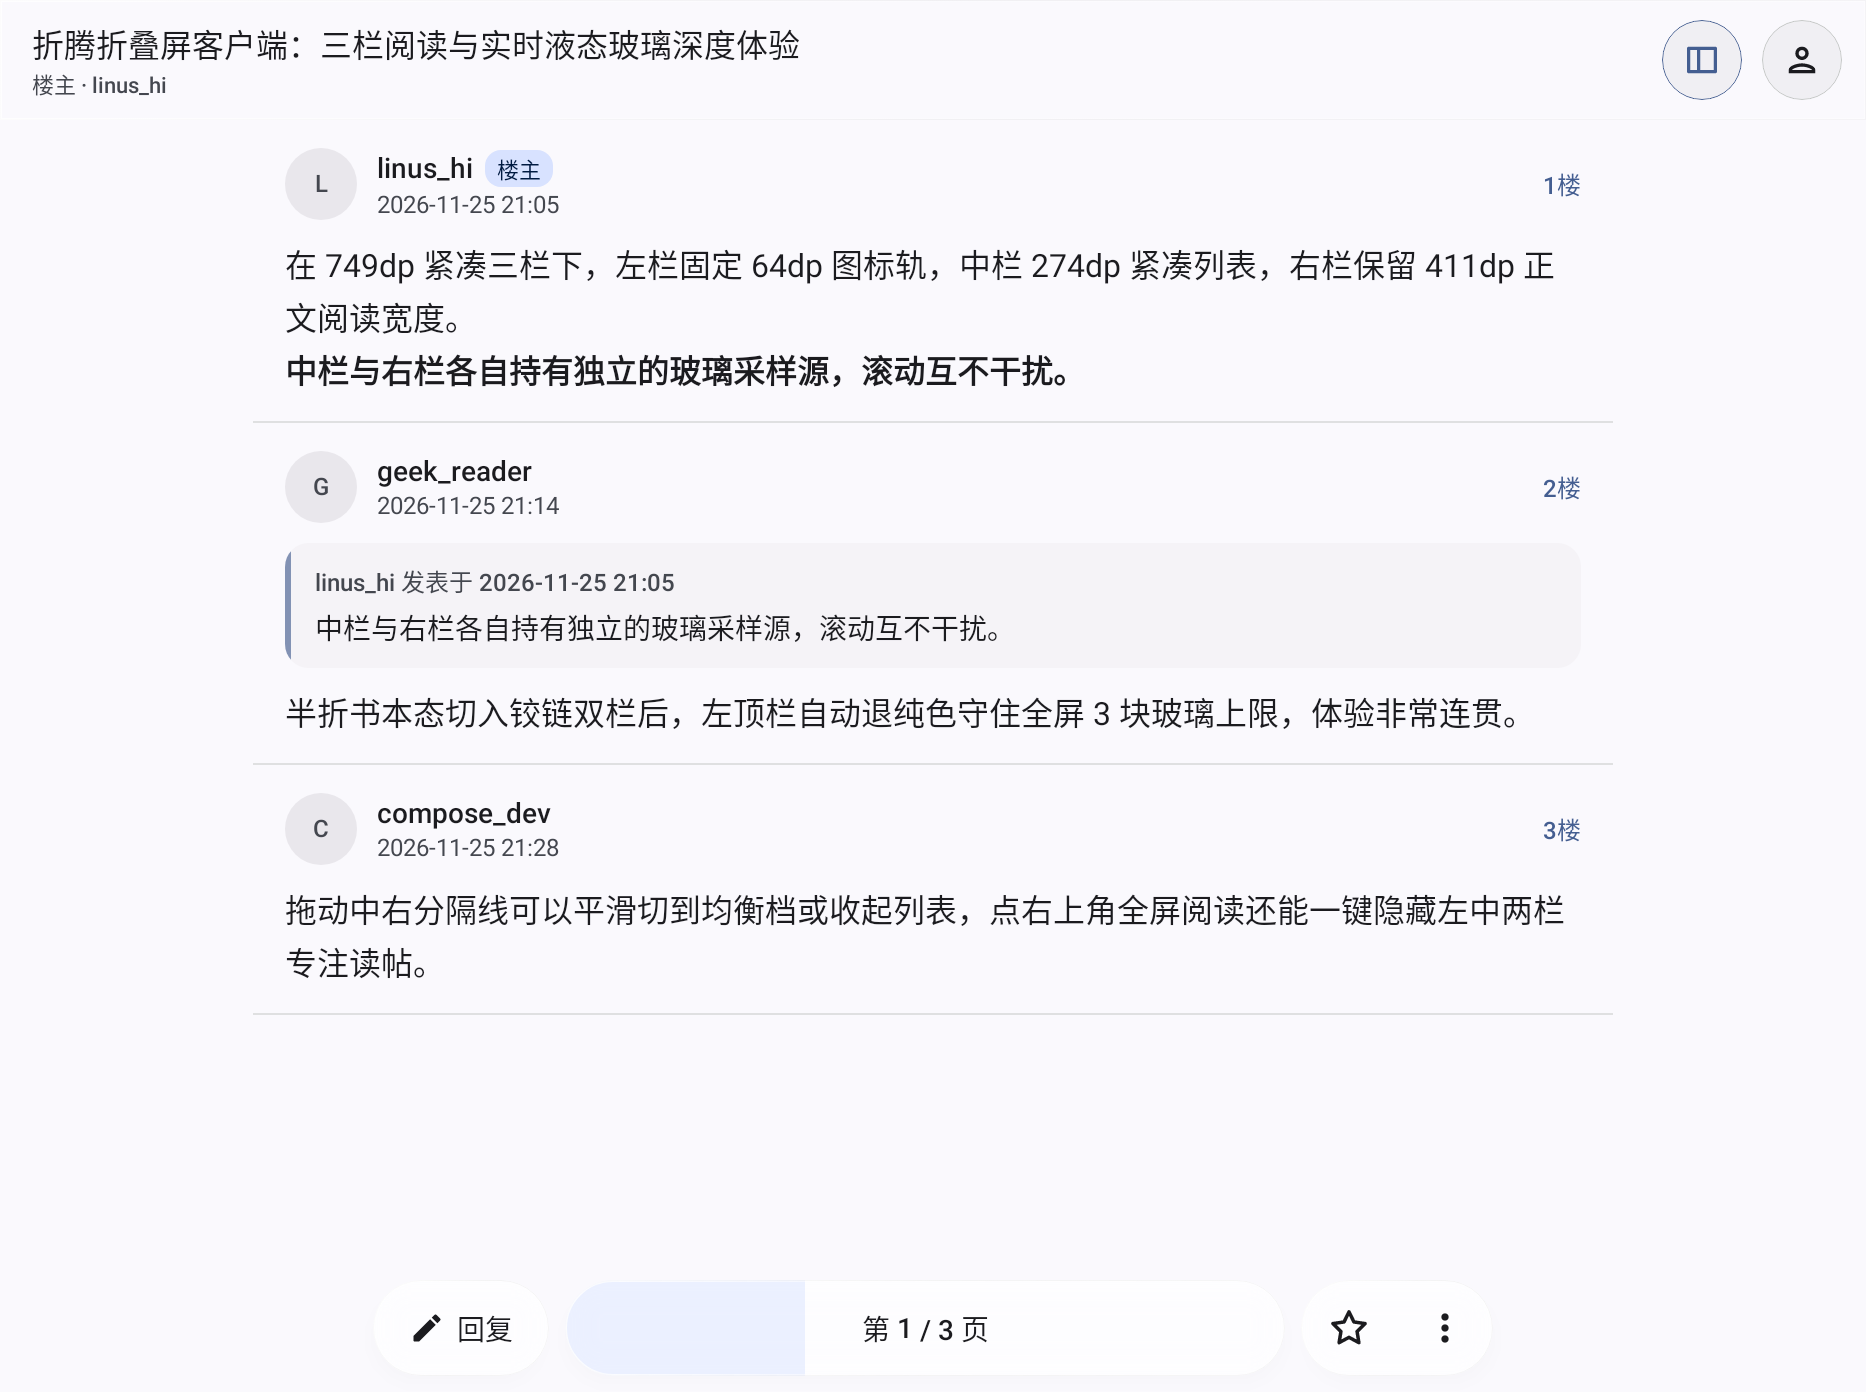 折腾折叠屏客户端：三栏阅读与实时液态玻璃深度体验
楼主 · linus_hi
L
linus_hi 楼主
2026-11-25 21:05
1楼
在 749dp 紧凑三栏下，左栏固定 64dp 图标轨，中栏 274dp 紧凑列表，右栏保留 411dp 正
文阅读宽度。
中栏与右栏各自持有独立的玻璃采样源，滚动互不干扰。
G
geek_reader
2026-11-25 21:14
2楼
linus_hi 发表于 2026-11-25 21:05
中栏与右栏各自持有独立的玻璃采样源，滚动互不干扰。
半折书本态切入铰链双栏后，左顶栏自动退纯色守住全屏 3 块玻璃上限，体验非常连贯。
C
compose_dev
2026-11-25 21:28
3楼
拖动中右分隔线可以平滑切到均衡档或收起列表，点右上角全屏阅读还能一键隐藏左中两栏
专注读帖。
回复
第 1 / 3 页